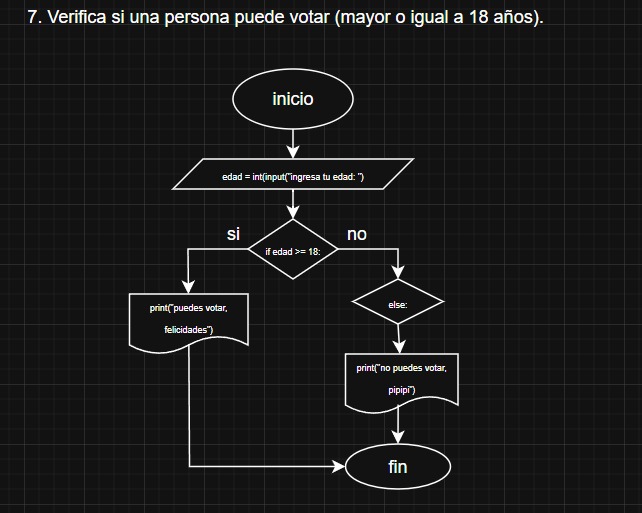 7. Verifica si una persona puede votar (mayor o igual a 18 años).
inicio
edad = int(input("ingresa tu edad: ")
si
no
if edad >= 18:
print("puedes votar,
felicidades")
else:
print("no puedes votar,
pipipi")
fin